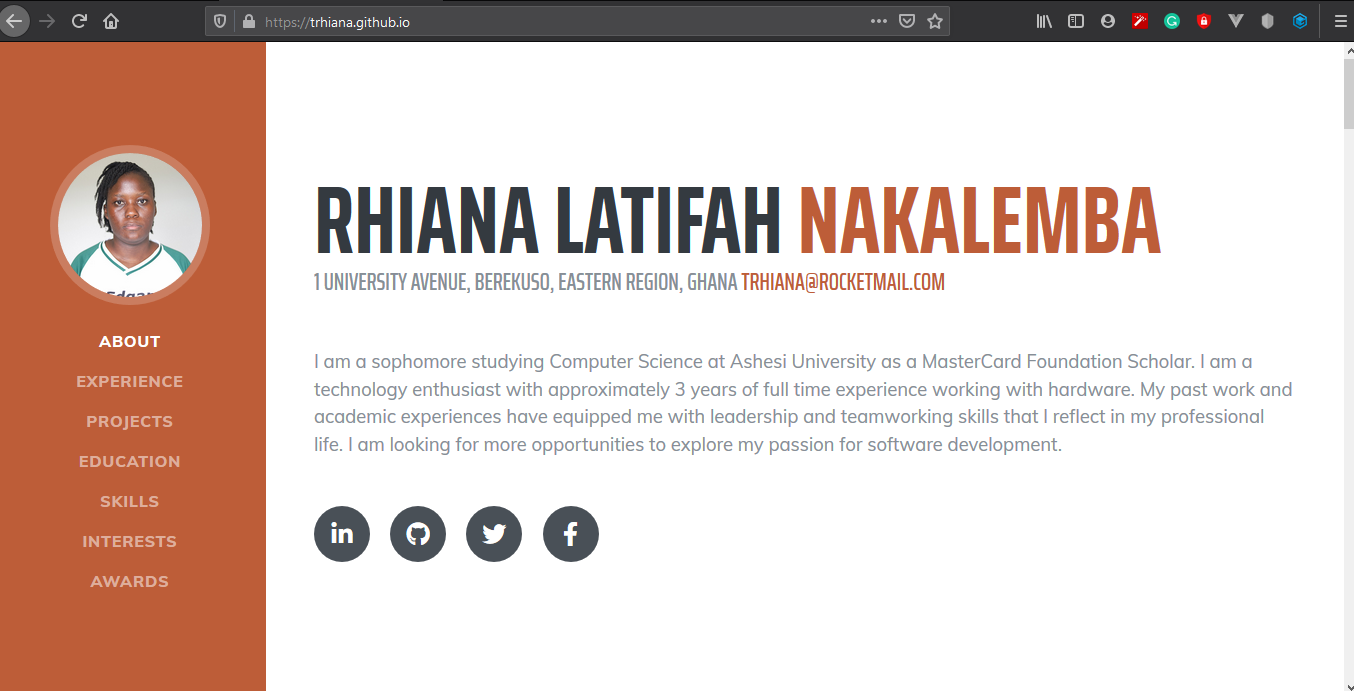 https://trhiana.github.io
RHIANA LATIFAH NAKALEMBA
1 UNIVERSITY AVENUE, BEREKUSO, EASTERN REGION, GHANA TRHIANA@ROCKETMAIL.COM
ABOUT
EXPERIENCE
PROJECTS
EDUCATION
SKILLS
INTERESTS
AWARDS
I am a sophomore studying Computer Science at Ashesi University as a MasterCard Foundation Scholar. I am a
technology enthusiast with approximately 3 years of full time experience working with hardware. My past work and
academic experiences have equipped me with leadership and teamworking skills that I reflect in my professional
life. I am looking for more opportunities to explore my passion for software development.
in